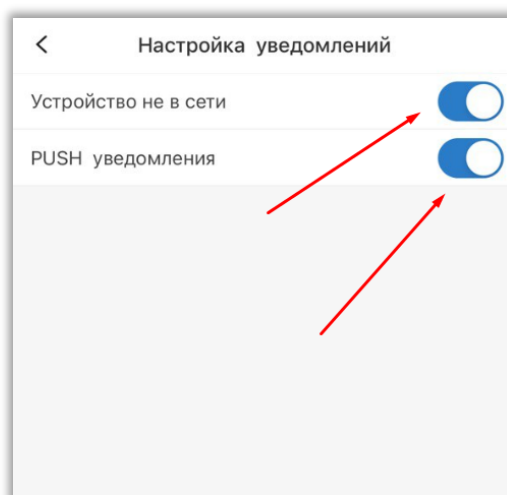 Настройка уведомлений
Устройство не в сети
PUSH уведомления